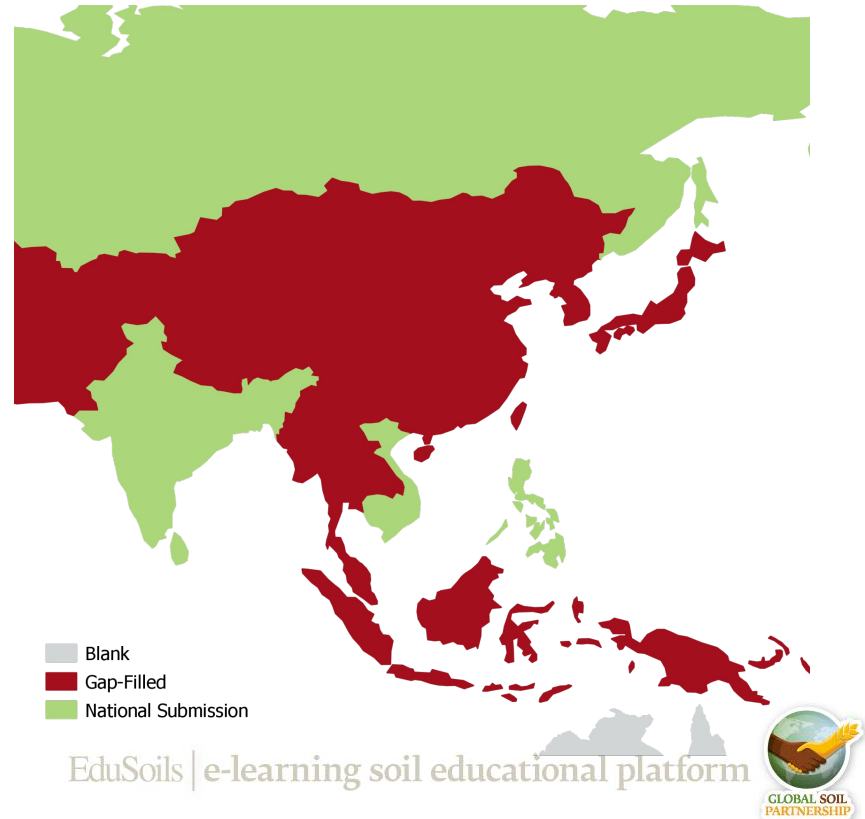 Blank
Gap-Filled
National Submission
EduSoils | e-learning soil educational platform
GLOBAL SOIL
PARTNERSHIP